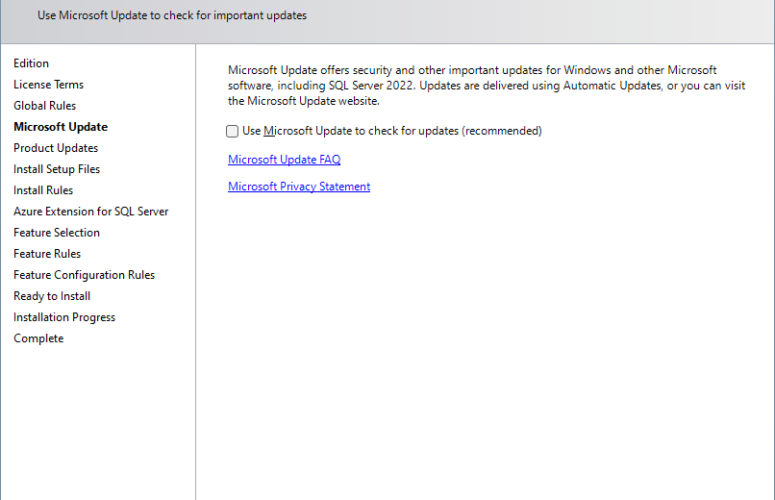 Use Microsoft Update to check for important updates
Edition
License Terms
Global Rules
Microsoft Update
Product Updates
Install Setup Files
Install Rules
Azure Extension for SQL Server
Feature Selection
Feature Rules
Feature Configuration Rules
Ready to Install
Installation Progress
Complete
Microsoft Update offers security and other important updates for Windows and other Microsoft
software, including SQL Server 2022. Updates are delivered using Automatic Updates, or you can visit
the Microsoft Update website.
Use Microsoft Update to check for updates (recommended)
Microsoft Update FAQ
Microsoft Privacy Statement